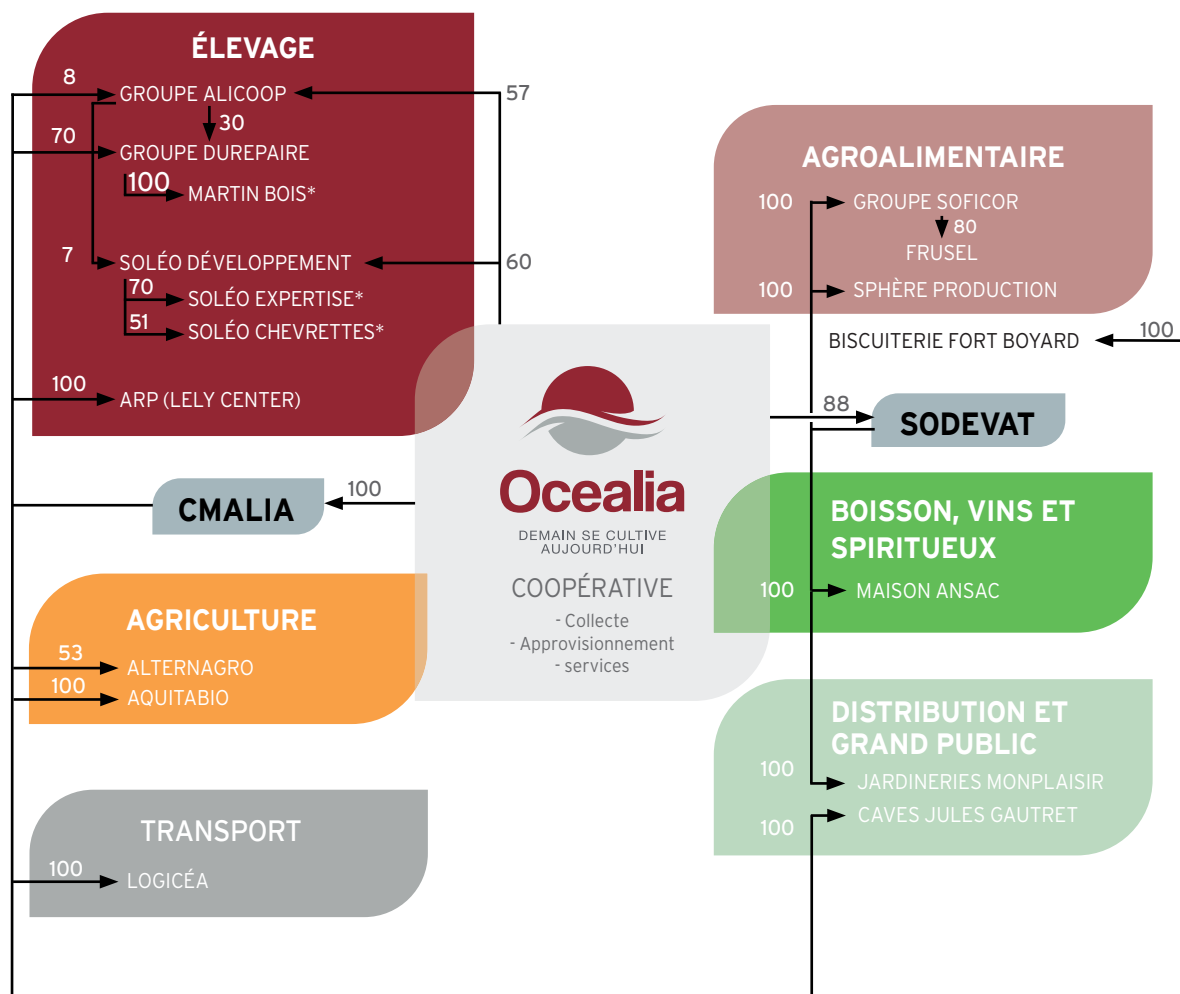 ÉLEVAGE
8
GROUPE ALICOOP
57
30
70
GROUPE DUREPAIRE
100
MARTIN BOIS*
7
SOLÉO DÉVELOPPEMENT
60
70
SOLÉO EXPERTISE*
51
SOLÉO CHEVRETTES*
100
ARP (LELY CENTER)
CMALIA
100
AGRICULTURE
53
ALTERNAGRO
100
AQUITABIO
TRANSPORT
100
LOGICÉA
Ocealia
DEMAIN SE CULTIVE
AUJOURD'HUI
COOPÉRATIVE
- Collecte
- Approvisionnement
- services
AGROALIMENTAIRE
100
GROUPE SOFICOR
80
FRUSEL
100
SPHÈRE PRODUCTION
BISCUITERIE FORT BOYARD
100
88
SODEVAT
BOISSON, VINS ET
SPIRITUEUX
100
MAISON ANSAC
DISTRIBUTION ET
GRAND PUBLIC
100
JARDINERIES MONPLAISIR
100
CAVES JULES GAUTRET